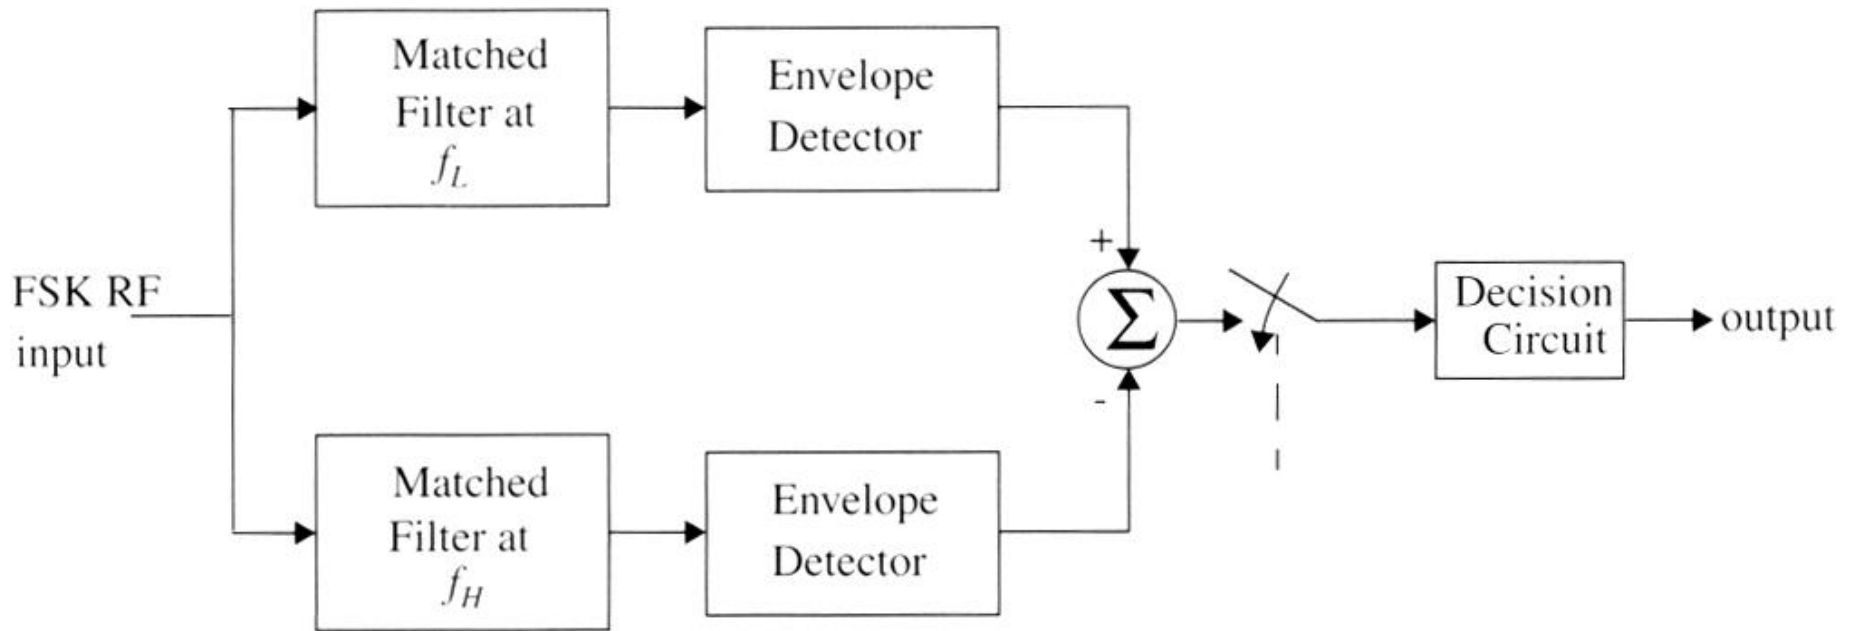 Matched
Filter at
f_L
Envelope
Detector
+
FSK RF
input
Σ
Decision
Circuit
output
-
Matched
Filter at
f_H
Envelope
Detector